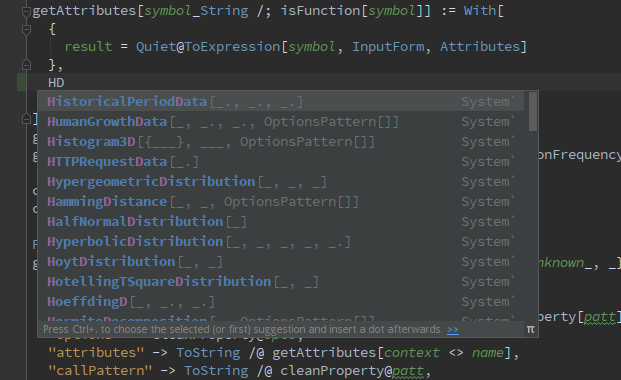 getAttributes[symbol_String /; isFunction[symbol]] := With[
{
result = Quiet@ToExpression[symbol, InputForm, Attributes]
},
HD
HistoricalPeriodData[_., _., _.] System`
HumanGrowthData[_, _., _., OptionsPattern[]] System`
Histogram3D[{___}, ___, OptionsPattern[]] System`
HTTPRequestData[_.] System`
onFrequency
HypergeometricDistribution[_, _, _] System`
HammingDistance[_, _, OptionsPattern[]] System`
HalfNormalDistribution[_] System`
HyperbolicDistribution[_, _, _, _, _.] System`
HoytDistribution[_, _] System`
nknown_, _]
HotellingTSquareDistribution[_, _] System`
HoeffdingD[_, _., _.] System`
perty[patt]
Press Ctrl+. to choose the selected (or first) suggestion and insert a dot afterwards >> π
"attributes" -> ToString /@ getAttributes[context <> name],
"callPattern" -> ToString /@ cleanProperty@patt,